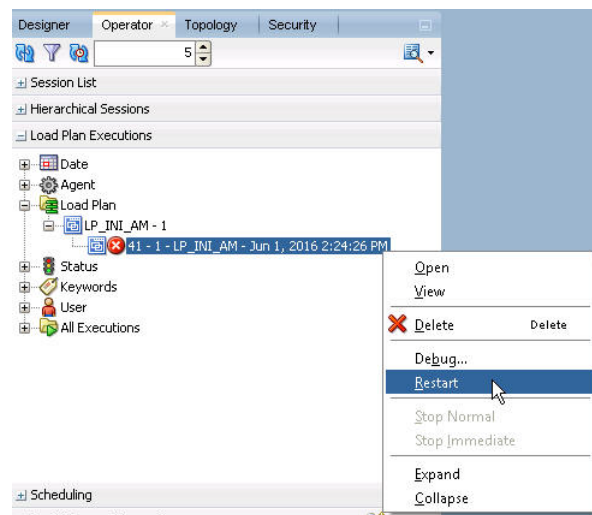 Designer Operator Topology Security
5
Session List
Hierarchical Sessions
Load Plan Executions
Date
Agent
Load Plan
LP_INI_AM - 1
41 - 1 - LP_INI_AM - Jun 1, 2016 2:24:26 PM
Status
Keywords
User
All Executions
Open
View
Delete Delete
Debug...
Restart
Stop Normal
Stop Immediate
Expand
Collapse
Scheduling